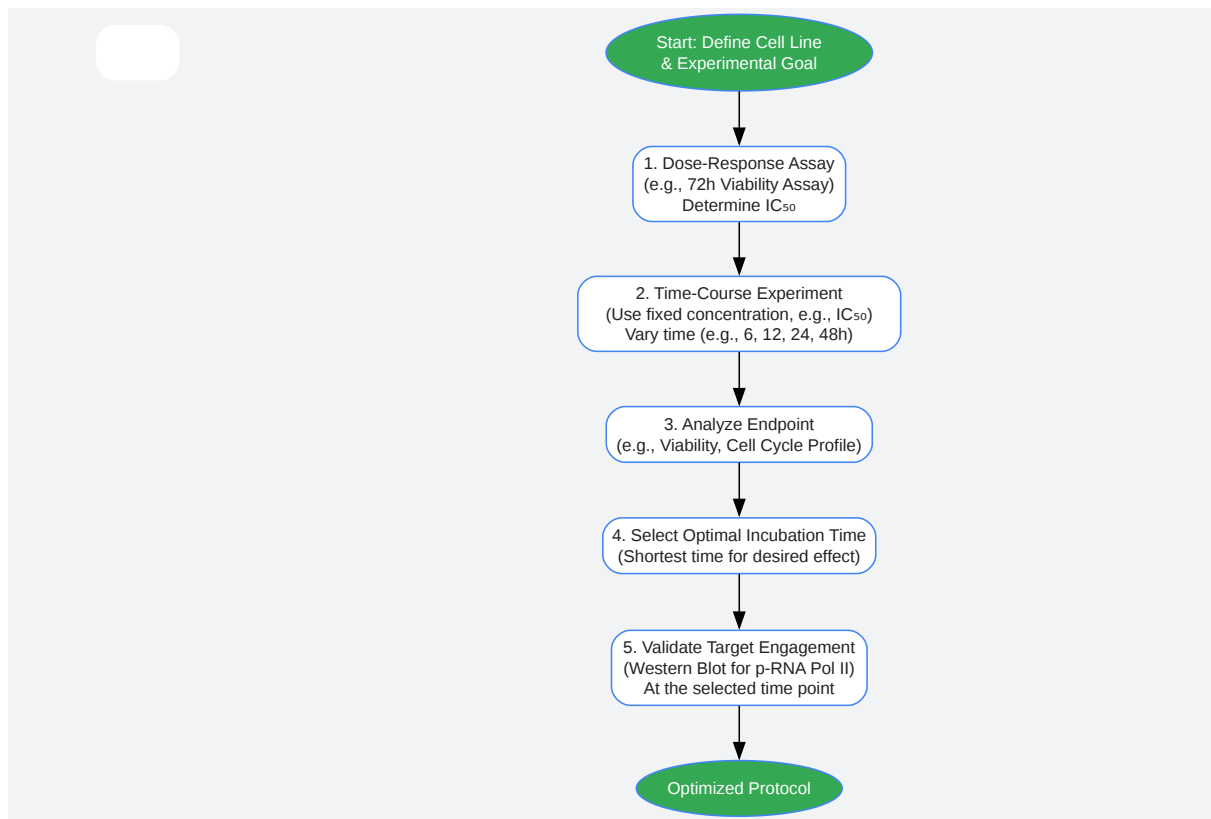 Start: Define Cell Line
& Experimental Goal
1. Dose-Response Assay
(e.g., 72h Viability Assay)
Determine IC₅₀
2. Time-Course Experiment
(Use fixed concentration, e.g., IC₅₀)
Vary time (e.g., 6, 12, 24, 48h)
3. Analyze Endpoint
(e.g., Viability, Cell Cycle Profile)
4. Select Optimal Incubation Time
(Shortest time for desired effect)
5. Validate Target Engagement
(Western Blot for p-RNA Pol II)
At the selected time point
Optimized Protocol